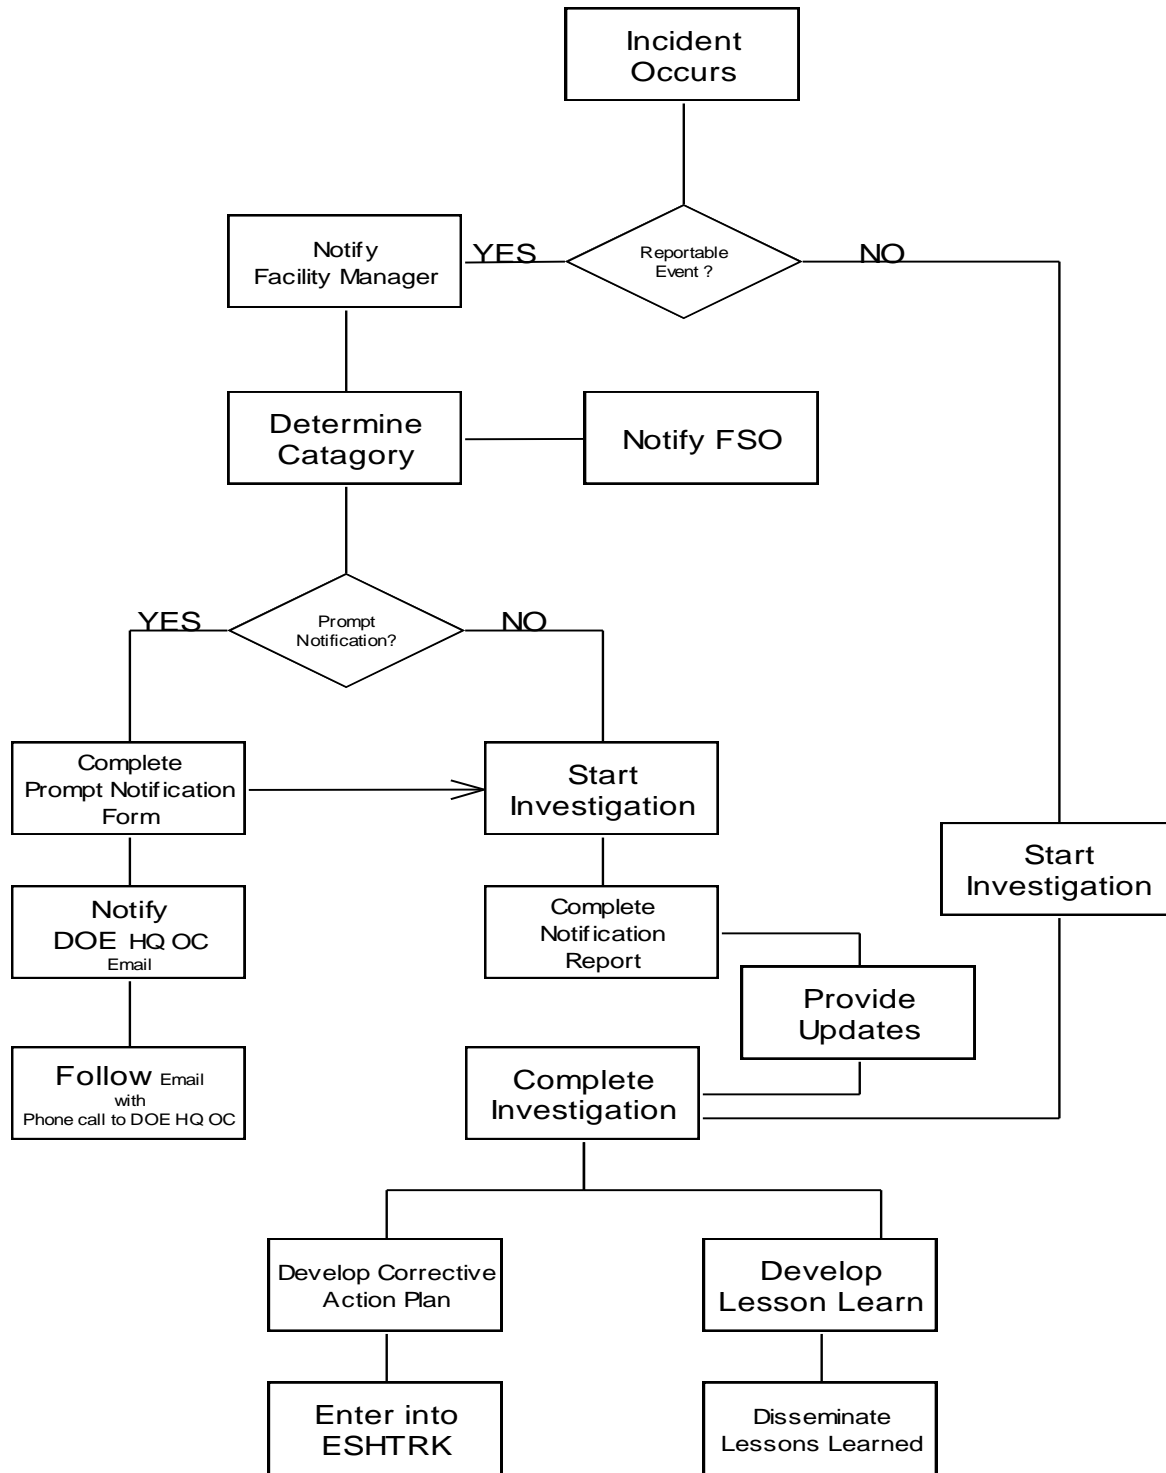 Incident
Occurs
Reportable
Event ?
YES
NO
Notify
Facility Manager
Determine
Catagory
Notify FSO
Prompt
Notification?
YES
NO
Complete
Prompt Notification
Form
Start
Investigation
Start
Investigation
Notify
DOE HQ OC
Email
Complete
Notification
Report
Provide
Updates
Follow Email
with
Phone call to DOE HQ OC
Complete
Investigation
Develop Corrective
Action Plan
Develop
Lesson Learn
Enter into
ESHTRK
Disseminate
Lessons Learned